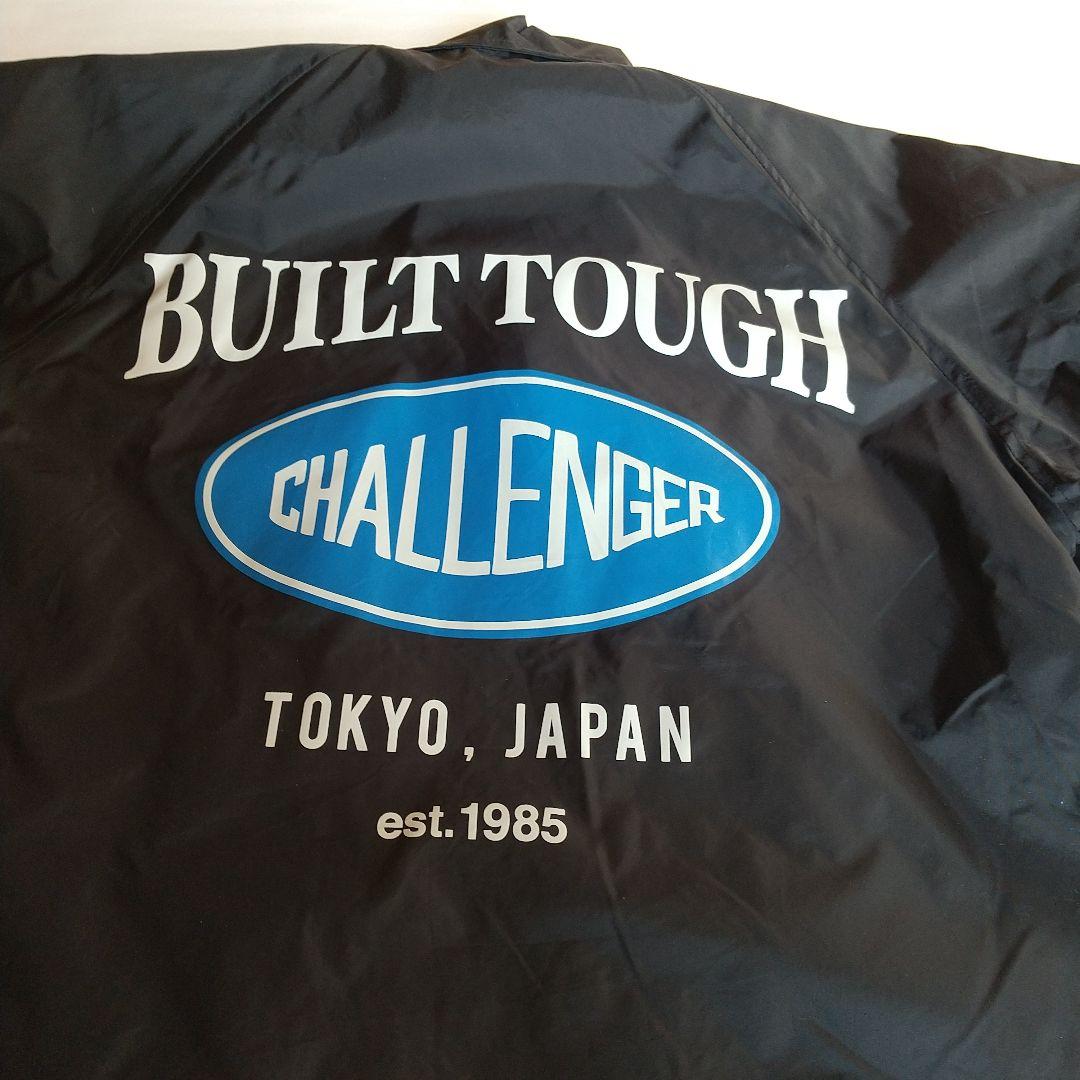 BUILT TOUGH
CHALLENGER
TOKYO, JAPAN
est.1985